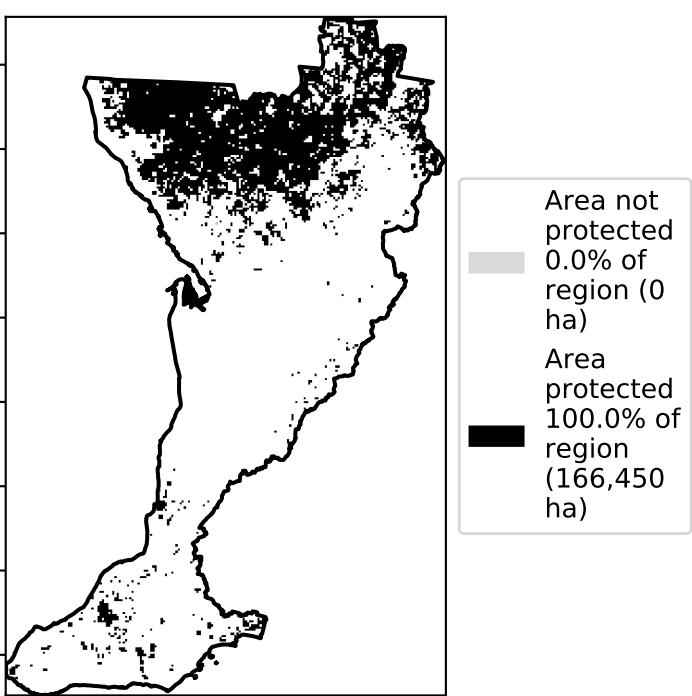 Area not
protected
0.0% of
region (0
ha)
Area
protected
100.0% of
region
(166,450
ha)